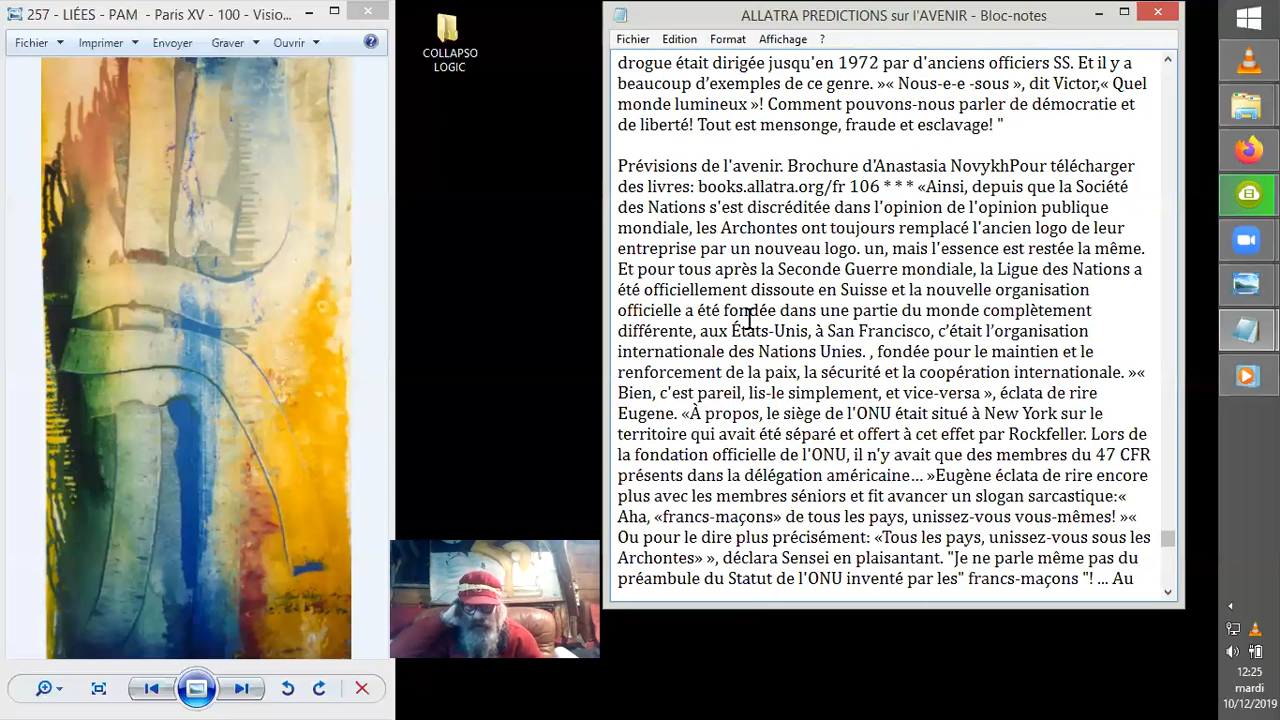 257 - LIÉES - PAM - Paris XV - 100 - Visio...
Fichier
Imprimer
Envoyer
Graver
Ouvrir
COLLAPSO
LOGIC
ALLATRA PREDICTIONS sur l'AVENIR - Bloc-notes
Fichier
Edition
Format
Affichage
?
drogue était dirigée jusqu'en 1972 par d'anciens officiers SS. Et il y a
beaucoup d’exemples de ce genre. »« Nous-e-e -sous », dit Victor,« Quel
monde lumineux »! Comment pouvons-nous parler de démocratie et
de liberté! Tout est mensonge, fraude et esclavage! "
Prévisions de l'avenir. Brochure d'Anastasia NovykhPour télécharger
des livres: books.allatra.org/fr 106 * * * «Ainsi, depuis que la Société
des Nations s'est discréditée dans l'opinion de l'opinion publique
mondiale, les Archontes ont toujours remplacé l'ancien logo de leur
entreprise par un nouveau logo. un, mais l'essence est restée la même.
Et pour tous après la Seconde Guerre mondiale, la Ligue des Nations a
été officiellement dissoute en Suisse et la nouvelle organisation
officielle a été fondée dans une partie du monde complètement
différente, aux États-Unis, à San Francisco, c’était l’organisation
internationale des Nations Unies. , fondée pour le maintien et le
renforcement de la paix, la sécurité et la coopération internationale. »«
Bien, c'est pareil, lis-le simplement, et vice-versa », éclata de rire
Eugene. «À propos, le siège de l'ONU était situé à New York sur le
territoire qui avait été séparé et offert à cet effet par Rockfeller. Lors de
la fondation officielle de l'ONU, il n'y avait que des membres du 47 CFR
présents dans la délégation américaine... »Eugène éclata de rire encore
plus avec les membres séniors et fit avancer un slogan sarcastique:«
Aha, «francs-maçons» de tous les pays, unissez-vous vous-mêmes! »«
Ou pour le dire plus précisément: «Tous les pays, unissez-vous sous les
Archontes» », déclara Sensei en plaisantant. "Je ne parle même pas du
préambule du Statut de l'ONU inventé par les" francs-maçons "! ... Au
12:25
mardi
10/12/2019